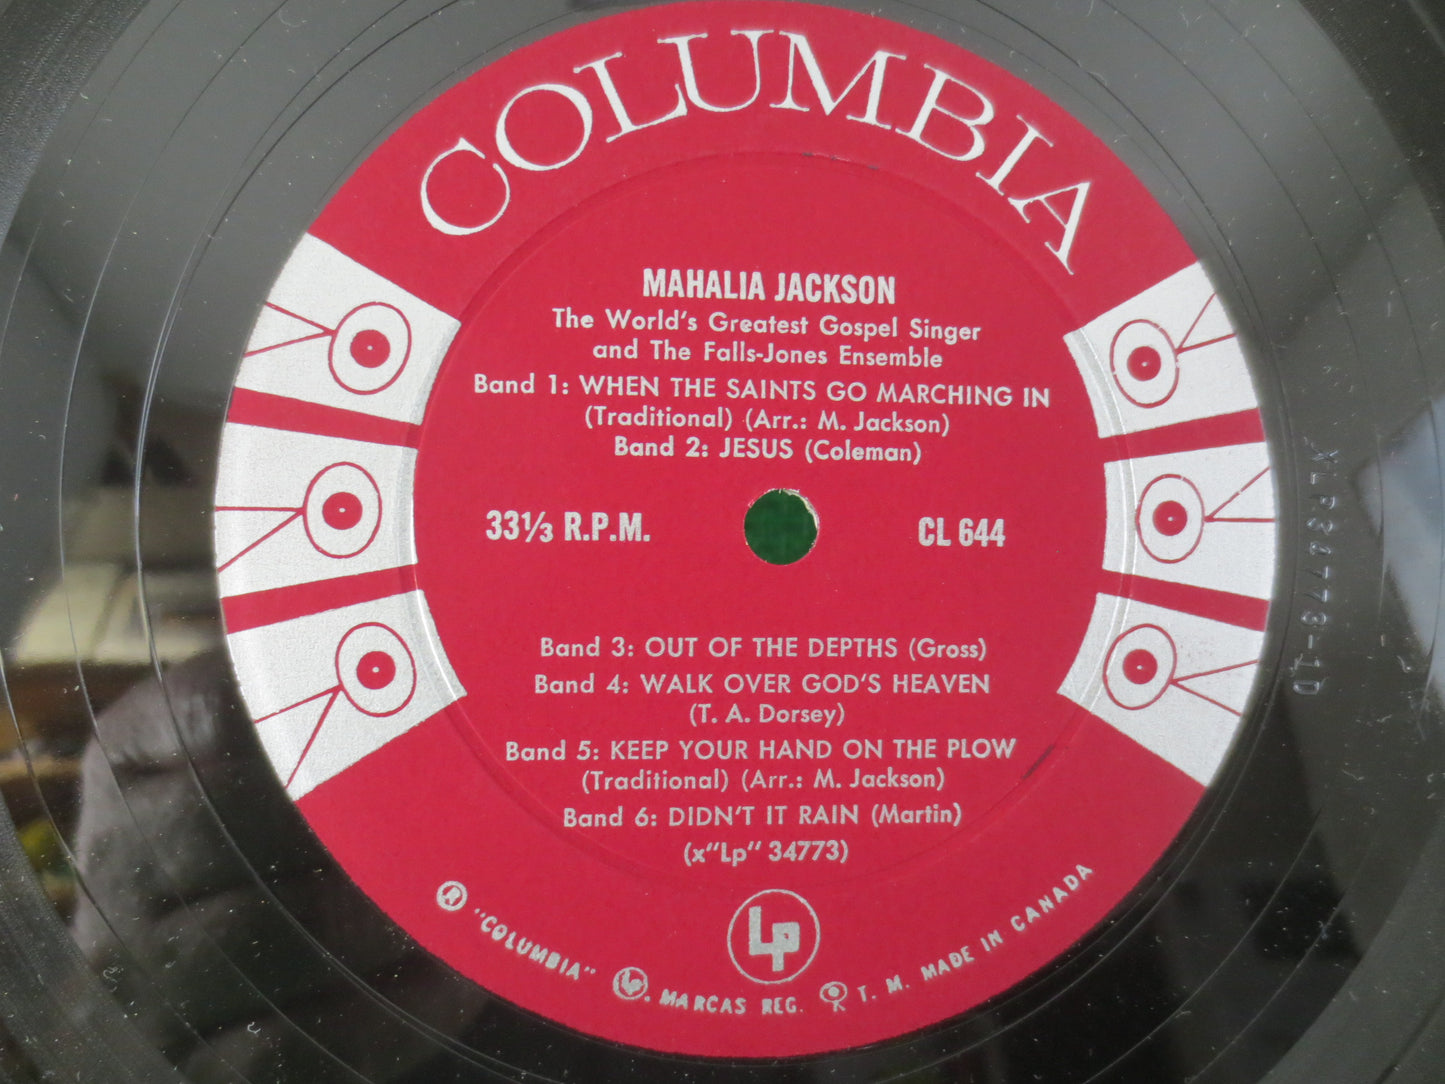 COLUMBIA
MAHALIA JACKSON
The World's Greatest Gospel Singer
and The Falls-Jones Ensemble
Band 1: WHEN THE SAINTS GO MARCHING IN
(Traditional) (Arr.: M. Jackson)
Band 2: JESUS (Coleman)
33⅓ R.P.M.
CL 644
Band 3: OUT OF THE DEPTHS (Gross)
Band 4: WALK OVER GOD'S HEAVEN
(T. A. Dorsey)
Band 5: KEEP YOUR HAND ON THE PLOW
(Traditional) (Arr.: M. Jackson)
Band 6: DIDN'T IT RAIN (Martin)
(x"Lp" 34773)
LP
® "COLUMBIA" Lp. MARCAS REG. T. M. MADE IN CANADA
XLP34773-1D